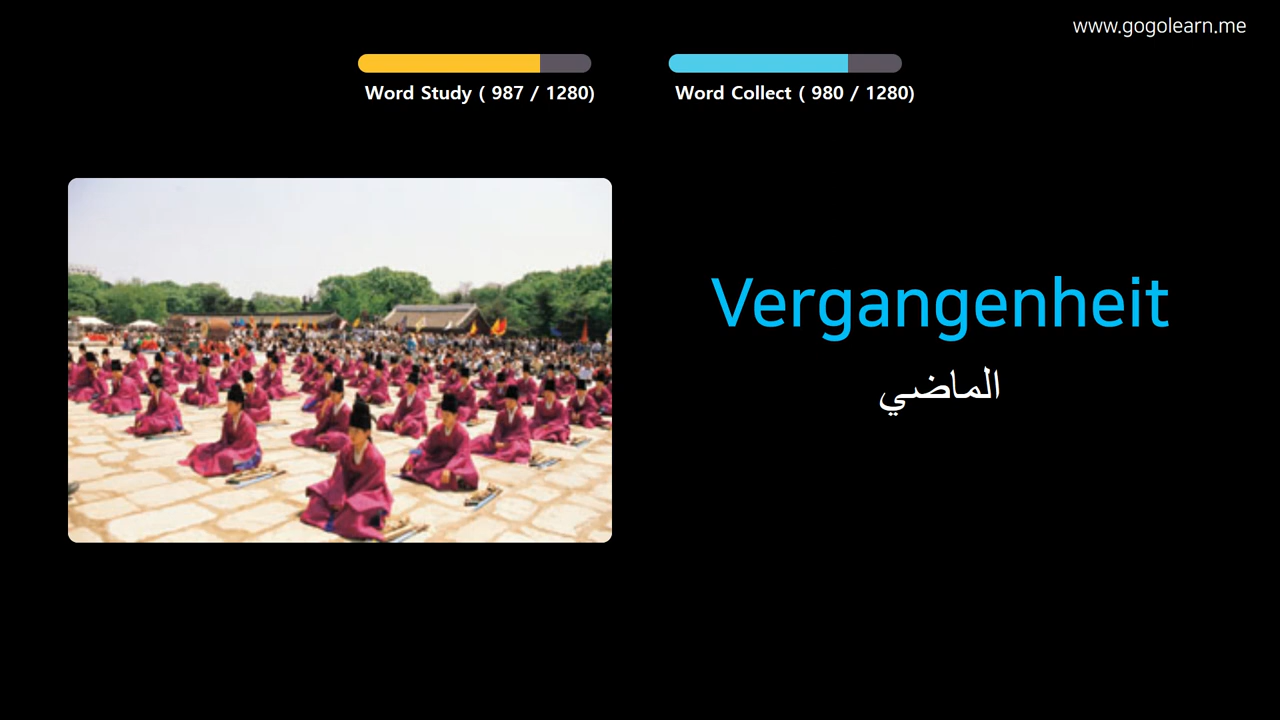 www.gogolearn.me
Word Study ( 987 / 1280)
Word Collect ( 980 / 1280)
Vergangenheit
الماضي